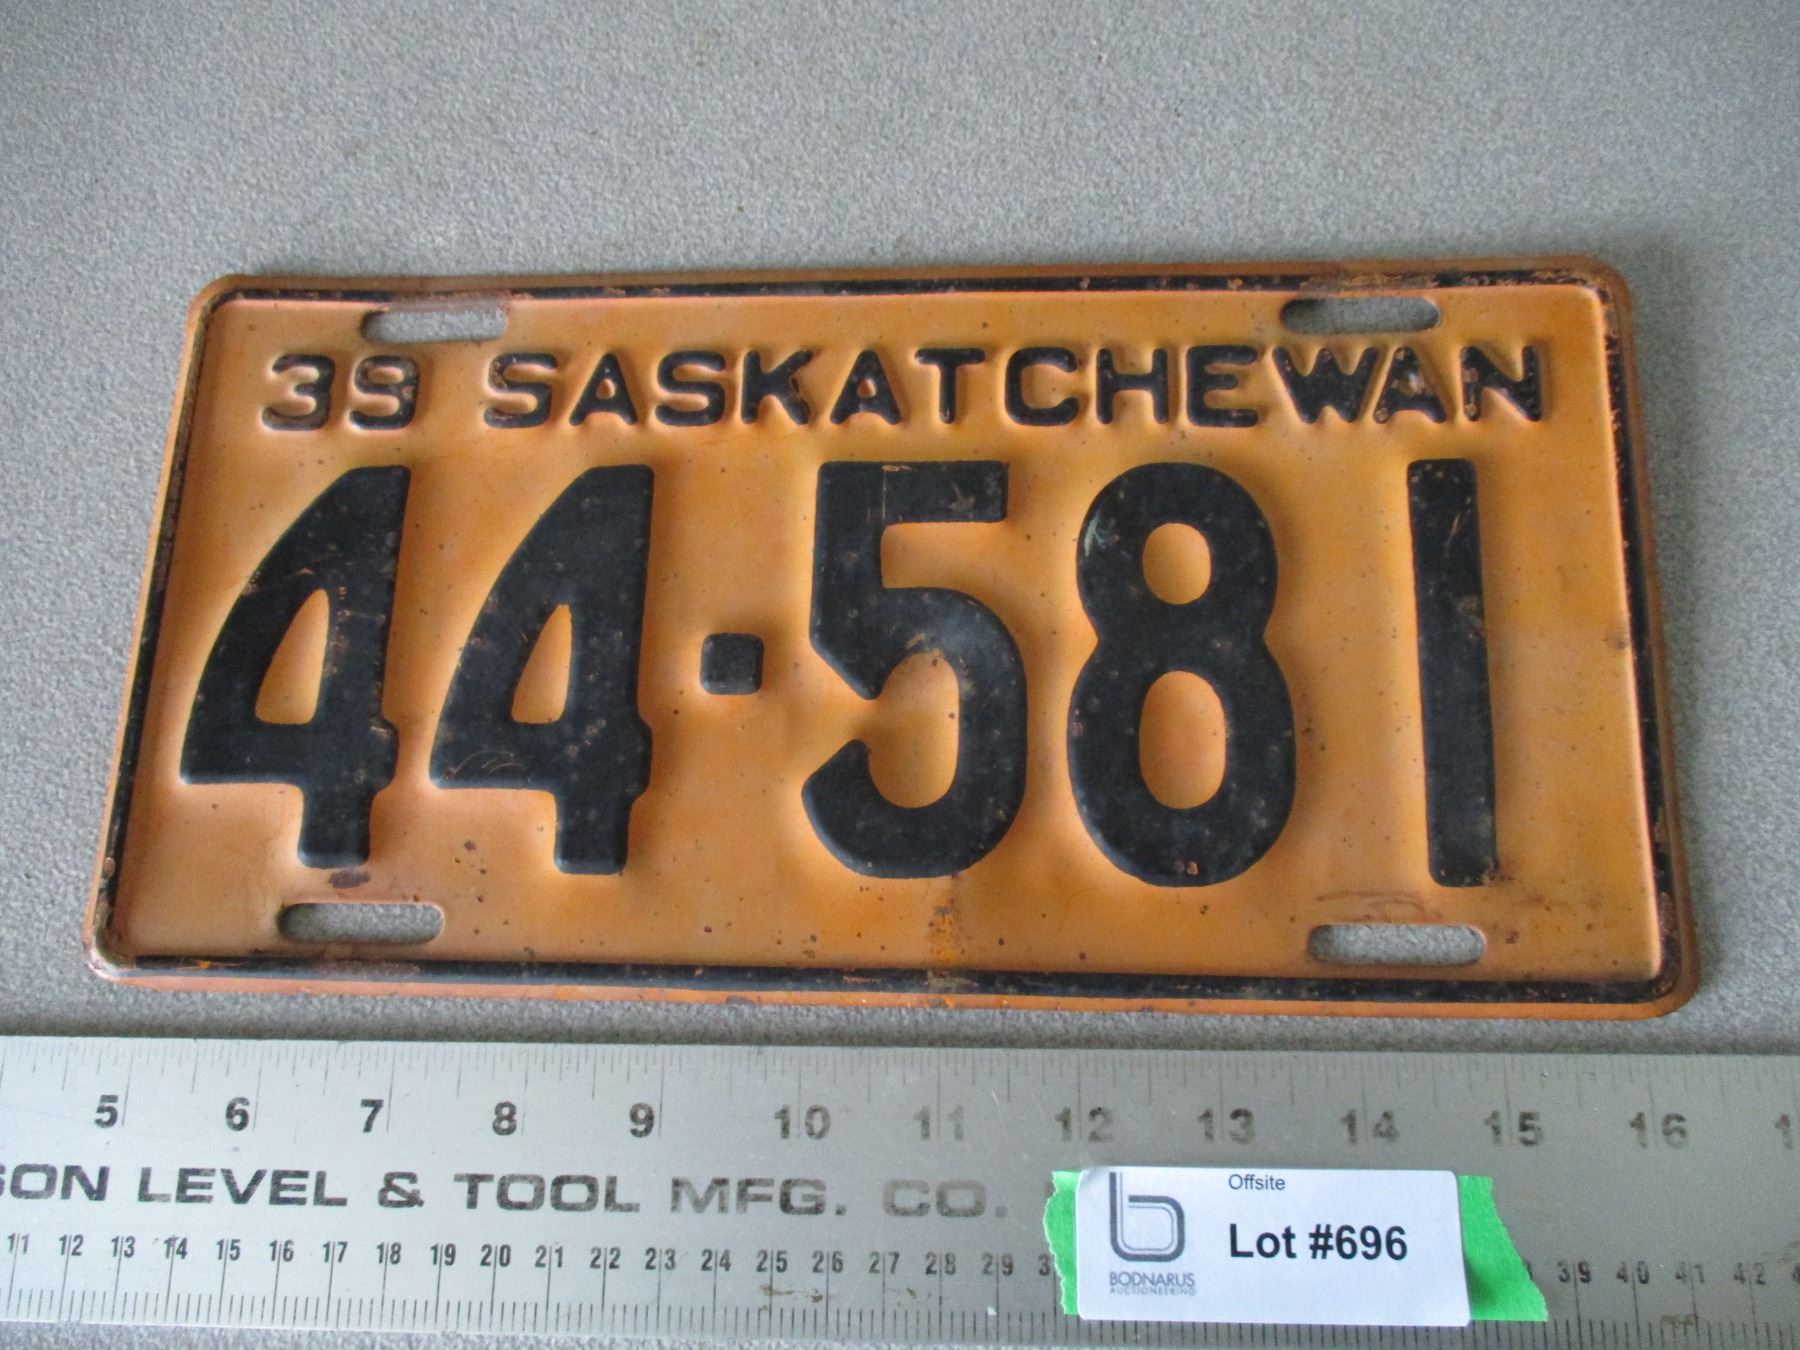 39 SASKATCHEWAN
44-581
5 6 7 8 9 10 11 12 13 14 15 16
SON LEVEL & TOOL MFG. CO.
11 12 13 14 15 16 17 18 19 20 21 22 23 24 25 26 27 28 29 39 40 41 42
Offsite
Lot #696
BODNARUS
AUCTIONEERING